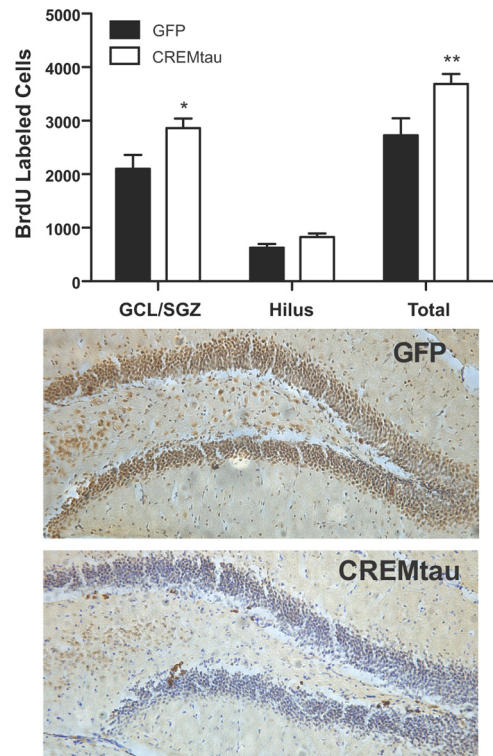 5000
4000
3000
2000
1000
0
BrdU Labeled Cells
GFP
CREMtau
*
**
GCL/SGZ
Hilus
Total
GFP
CREMtau